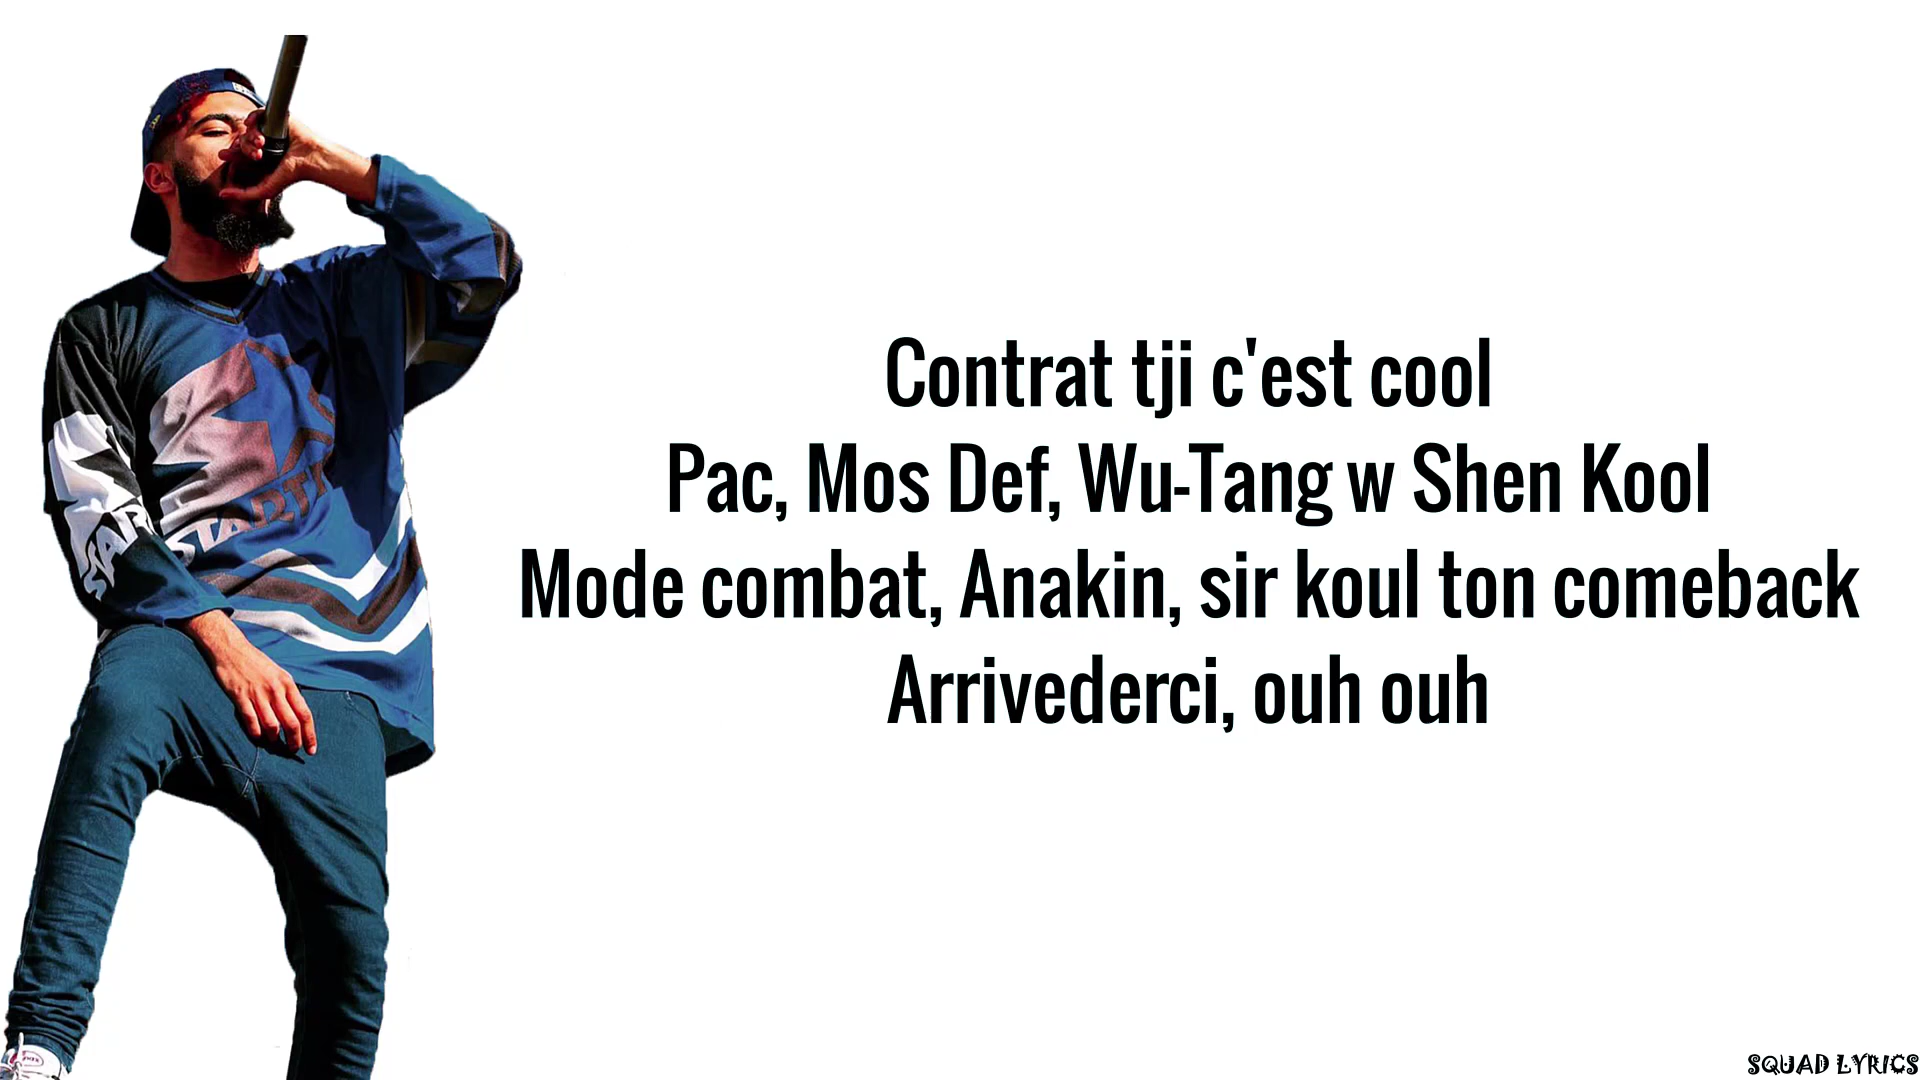 Contrat tji c'est cool
Pac, Mos Def, Wu-Tang w Shen Kool
Mode combat, Anakin, sir koul ton comeback
Arrivederci, ouh ouh
SQUAD LYRICS